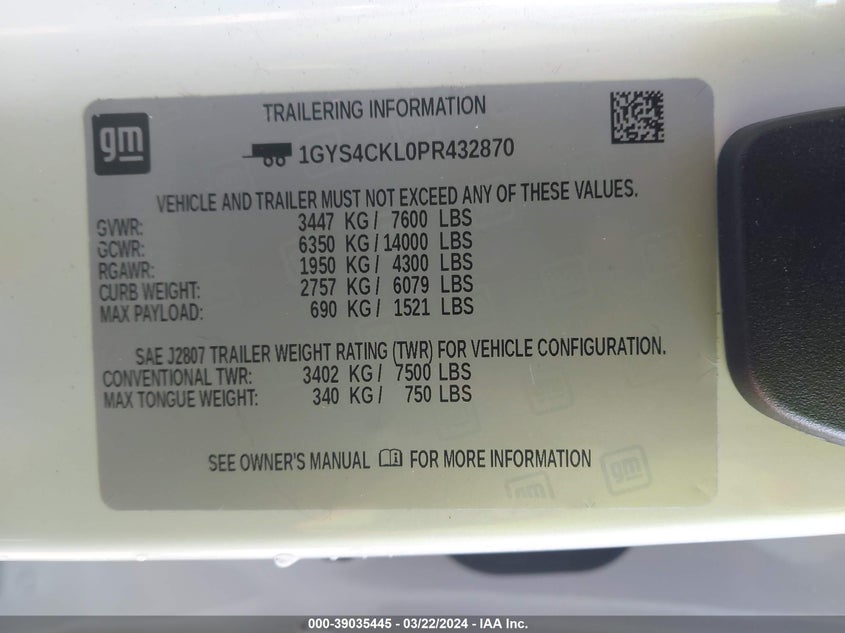 gm
TRAILERING INFORMATION
1GYS4CKL0PR432870
VEHICLE AND TRAILER MUST NOT EXCEED ANY OF THESE VALUES.
GVWR: 3447 KG / 7600 LBS
GCWR: 6350 KG / 14000 LBS
RGAWR: 1950 KG / 4300 LBS
CURB WEIGHT: 2757 KG / 6079 LBS
MAX PAYLOAD: 690 KG / 1521 LBS
SAE J2807 TRAILER WEIGHT RATING (TWR) FOR VEHICLE CONFIGURATION.
CONVENTIONAL TWR: 3402 KG / 7500 LBS
MAX TONGUE WEIGHT: 340 KG / 750 LBS
SEE OWNER'S MANUAL FOR MORE INFORMATION
gm
gm
000-39035445 - 03/22/2024 - IAA Inc.